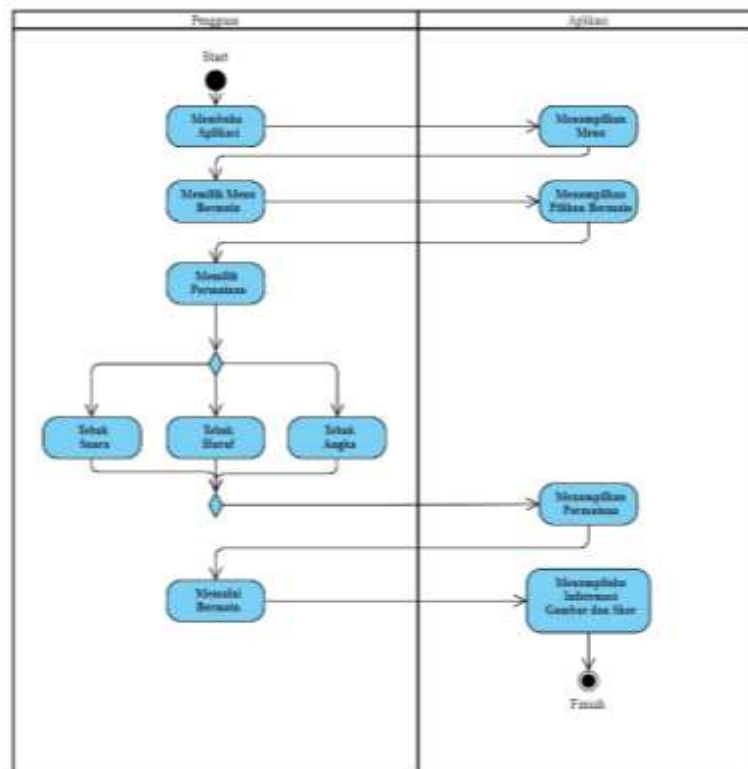 Pengguna
Aplikasi
Start
Membuka
Aplikasi
Menampilkan
Menu
Memilih Menu
Bermain
Menampilkan
Pilihan Bermain
Memilih
Permainan
Tebak
Suara
Tebak
Huruf
Tebak
Angka
Menampilkan
Permainan
Memulai
Bermain
Informasi
Gambar dan Skor
Finish